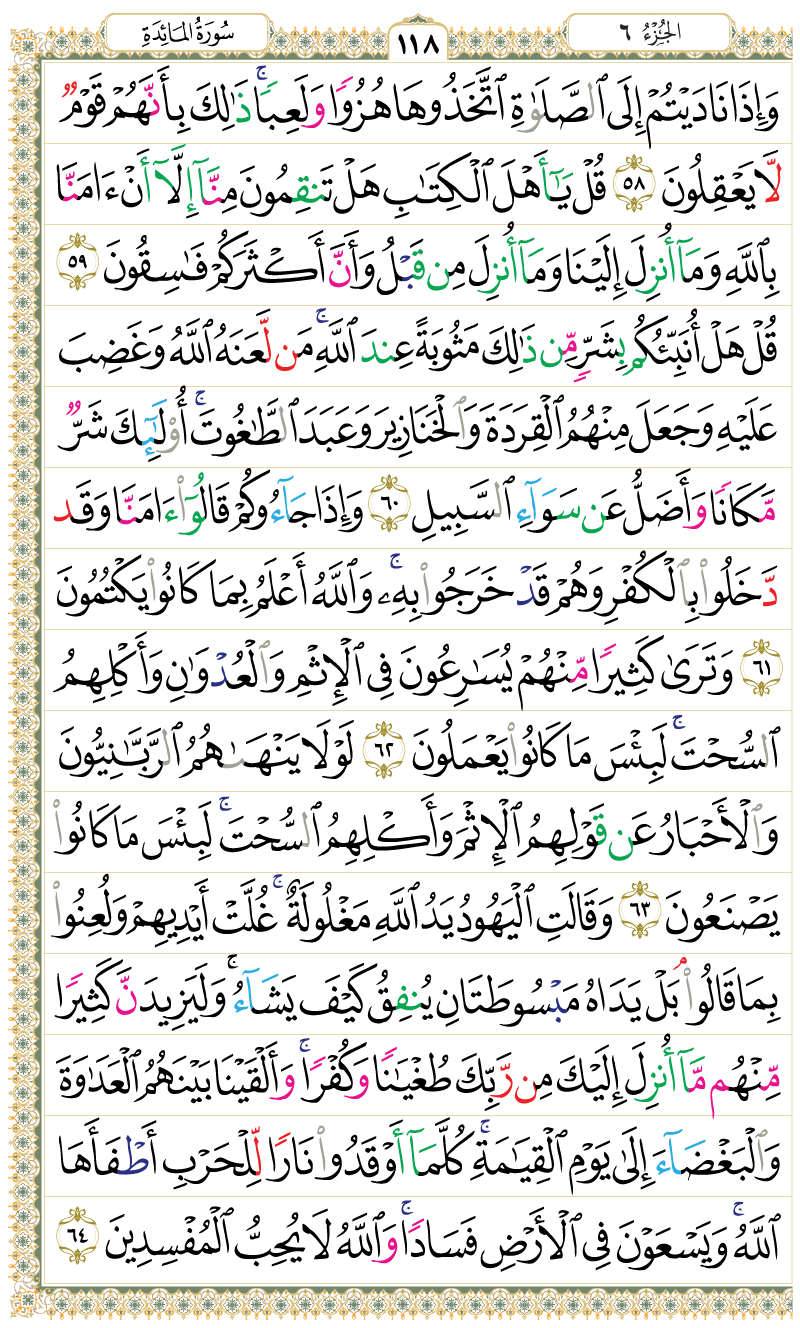 الجُزْءُ ٦
١١٨
سُورَةُ المَائِدَةِ
وَإِذَا نَادَيْتُمْ إِلَى ٱلصَّلَوٰةِ ٱتَّخَذُوهَا هُزُوًا وَلَعِبًا ۚ ذَٰلِكَ بِأَنَّهُمْ قَوْمٌ
لَّا يَعْقِلُونَ ٥٨ قُلْ يَـٰٓأَهْلَ ٱلْكِتَـٰبِ هَلْ تَنقِمُونَ مِنَّآ إِلَّآ أَنْ ءَامَنَّا
بِٱللَّهِ وَمَآ أُنزِلَ إِلَيْنَا وَمَآ أُنزِلَ مِن قَبْلُ وَأَنَّ أَكْثَرَكُمْ فَـٰسِقُونَ ٥٩
قُلْ هَلْ أُنَبِّئُكُم بِشَرٍّ مِّن ذَٰلِكَ مَثُوبَةً عِندَ ٱللَّهِ ۚ مَن لَّعَنَهُ ٱللَّهُ وَغَضِبَ
عَلَيْهِ وَجَعَلَ مِنْهُمُ ٱلْقِرَدَةَ وَٱلْخَنَازِيرَ وَعَبَدَ ٱلطَّـٰغُوتَ ۚ أُو۟لَـٰٓئِكَ شَرٌّ
مَّكَانًا وَأَضَلُّ عَن سَوَآءِ ٱلسَّبِيلِ ٦٠ وَإِذَا جَآءُوكُمْ قَالُوٓا۟ ءَامَنَّا وَقَد
دَّخَلُوا۟ بِٱلْكُفْرِ وَهُمْ قَدْ خَرَجُوا۟ بِهِۦ ۚ وَٱللَّهُ أَعْلَمُ بِمَا كَانُوا۟ يَكْتُمُونَ
٦١ وَتَرَىٰ كَثِيرًا مِّنْهُمْ يُسَـٰرِعُونَ فِى ٱلْإِثْمِ وَٱلْعُدْوَٰنِ وَأَكْلِهِمُ
ٱلسُّحْتَ ۚ لَبِئْسَ مَا كَانُوا۟ يَعْمَلُونَ ٦٢ لَوْلَا يَنْهَىٰهُمُ ٱلرَّبَّـٰنِيُّونَ
وَٱلْأَحْبَارُ عَن قَوْلِهِمُ ٱلْإِثْمَ وَأَكْلِهِمُ ٱلسُّحْتَ ۚ لَبِئْسَ مَا كَانُوا۟
يَصْنَعُونَ ٦٣ وَقَالَتِ ٱلْيَهُودُ يَدُ ٱللَّهِ مَغْلُولَةٌ ۚ غُلَّتْ أَيْدِيهِمْ وَلُعِنُوا۟
بِمَا قَالُوا۟ ۘ بَلْ يَدَاهُ مَبْسُوطَتَانِ يُنفِقُ كَيْفَ يَشَآءُ ۚ وَلَيَزِيدَنَّ كَثِيرًا
مِّنْهُم مَّآ أُنزِلَ إِلَيْكَ مِن رَّبِّكَ طُغْيَـٰنًا وَكُفْرًا ۚ وَأَلْقَيْنَا بَيْنَهُمُ ٱلْعَدَٰوَةَ
وَٱلْبَغْضَآءَ إِلَىٰ يَوْمِ ٱلْقِيَـٰمَةِ ۚ كُلَّمَآ أَوْقَدُوا۟ نَارًا لِّلْحَرْبِ أَطْفَأَهَا
ٱللَّهُ ۚ وَيَسْعَوْنَ فِى ٱلْأَرْضِ فَسَادًا ۚ وَٱللَّهُ لَا يُحِبُّ ٱلْمُفْسِدِينَ ٦٤